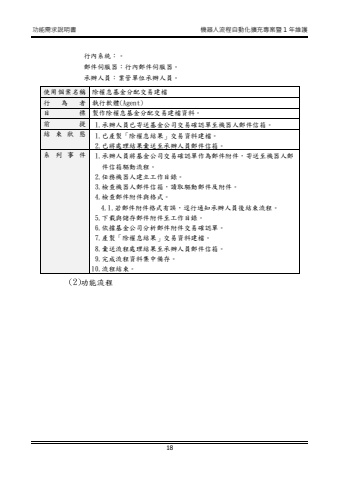 功能需求說明書 機器人流程自動化擴充專案暨 1 年維護
行內系統：。
郵件伺服器：行內郵件伺服器。
承辦人員：業管單位承辦人員。
使用個案名稱 除權息基金分配交易建檔
行為者 執行軟體(Agent)
目標 製作除權息基金分配交易建檔資料。
前提 1.承辦人員已寄送基金公司交易確認單至機器人郵件信箱。
結束狀態 1.已產製「除權息結果」交易資料建檔。
2.已將處理結果彙送至承辦人員郵件信箱。
系列事件 1.承辦人員將基金公司交易確認單作為郵件附件，寄送至機器人郵
件信箱驅動流程。
2.任務機器人建立工作目錄。
3.檢查機器人郵件信箱，讀取驅動郵件及附件。
4.檢查郵件附件與格式。
4.1.若郵件附件格式有誤，逕行通知承辦人員後結束流程。
5.下載與儲存郵件附件至工作目錄。
6.依據基金公司分析郵件附件交易確認單。
7.產製「除權息結果」交易資料建檔。
8.彙送流程處理結果至承辦人員郵件信箱。
9.完成流程資料集中備存。
10.流程結束。
(2)功能流程
18